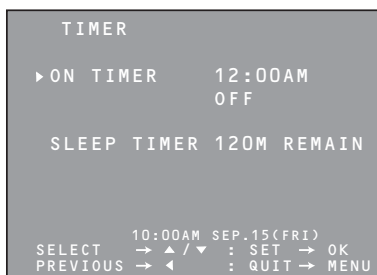 TIMER
▶ON TIMER 12:00AM
OFF
SLEEP TIMER 120M REMAIN
10:00AM SEP.15(FRI)
SELECT → ▲/▼ : SET → OK
PREVIOUS → ◀ : QUIT → MENU